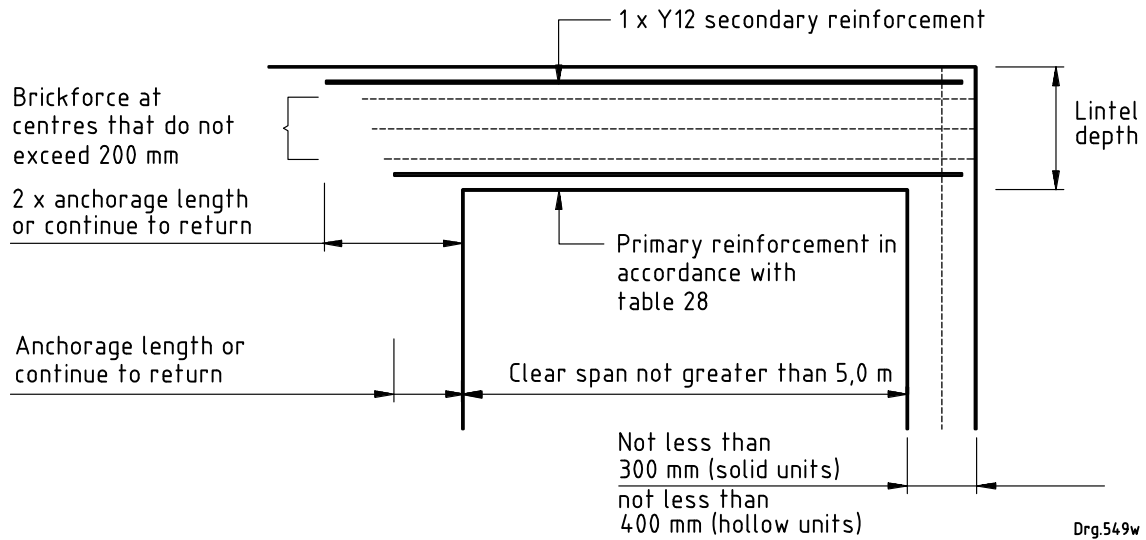 1 x Y12 secondary reinforcement
Brickforce at
centres that do not
exceed 200 mm
Lintel
depth
2 x anchorage length
or continue to return
Primary reinforcement in
accordance with
table 28
Anchorage length or
continue to return
Clear span not greater than 5,0 m
Not less than
300 mm (solid units)
not less than
400 mm (hollow units)
Drg.549w